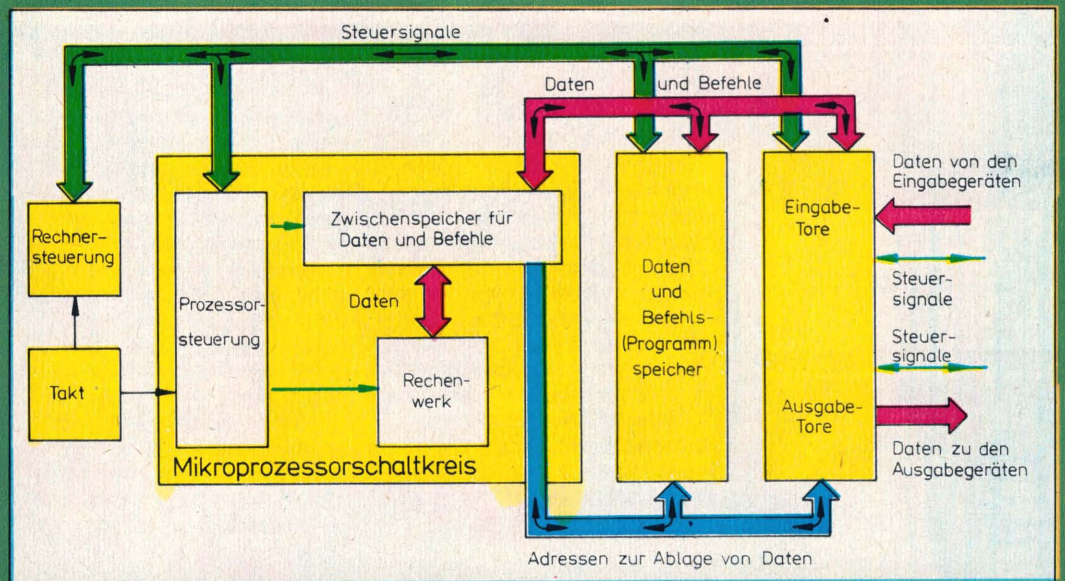 Steuersignale
Daten und Befehle
Rechner-
steuerung
Takt
Prozessor-
steuerung
Zwischenspeicher für
Daten und Befehle
Daten
Rechen-
werk
Mikroprozessorschaltkreis
Daten
und
Befehls-
(Programm)
speicher
Eingabe-
Tore
Ausgabe-
Tore
Daten von den
Eingabegeräten
Steuer-
signale
Steuer-
signale
Daten zu den
Ausgabegeräten
Adressen zur Ablage von Daten